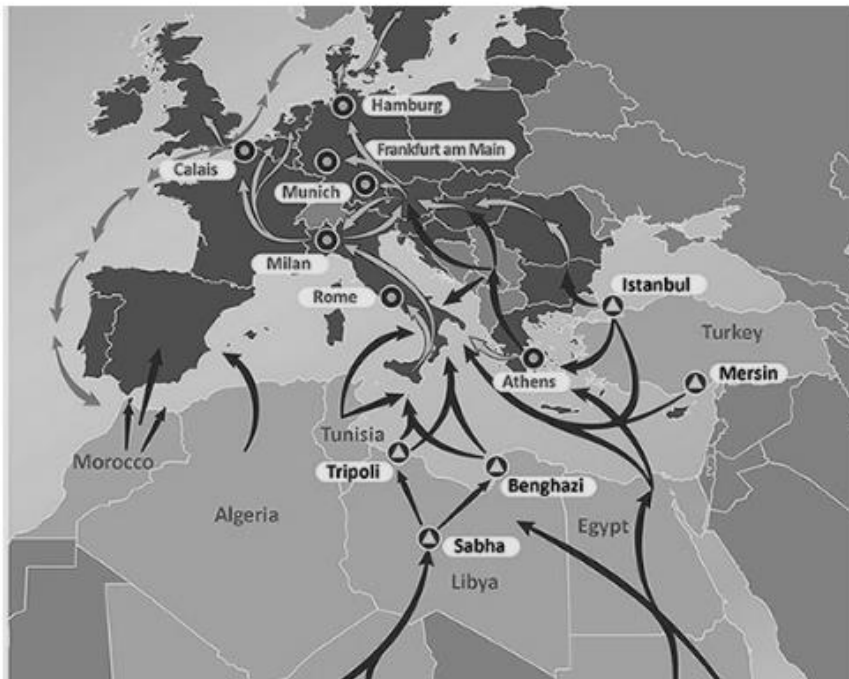 Hamburg
Frankfurt am Main
Calais
Munich
Milan
Rome
Istanbul
Turkey
Mersin
Athens
Tunisia
Morocco
Tripoli
Benghazi
Algeria
Egypt
Sabha
Libya